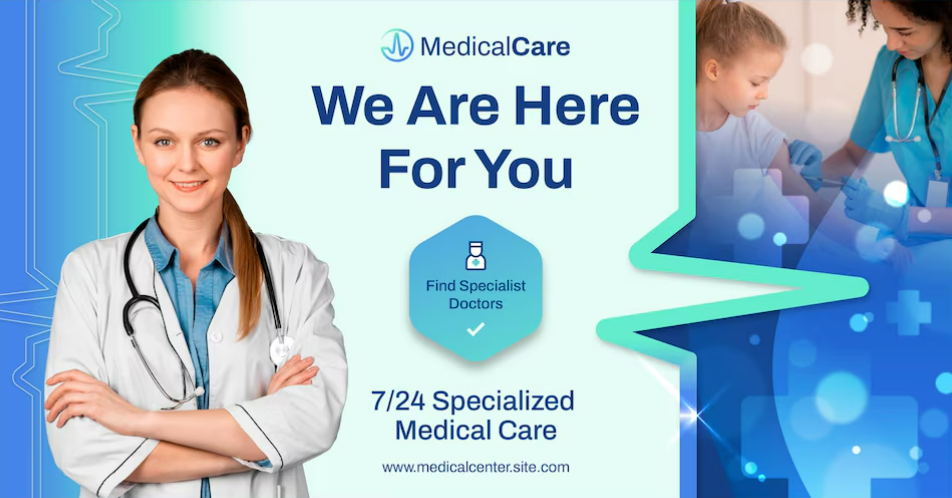 MedicalCare
We Are Here
For You
Find Specialist
Doctors
7/24 Specialized
Medical Care
www.medicalcenter.site.com